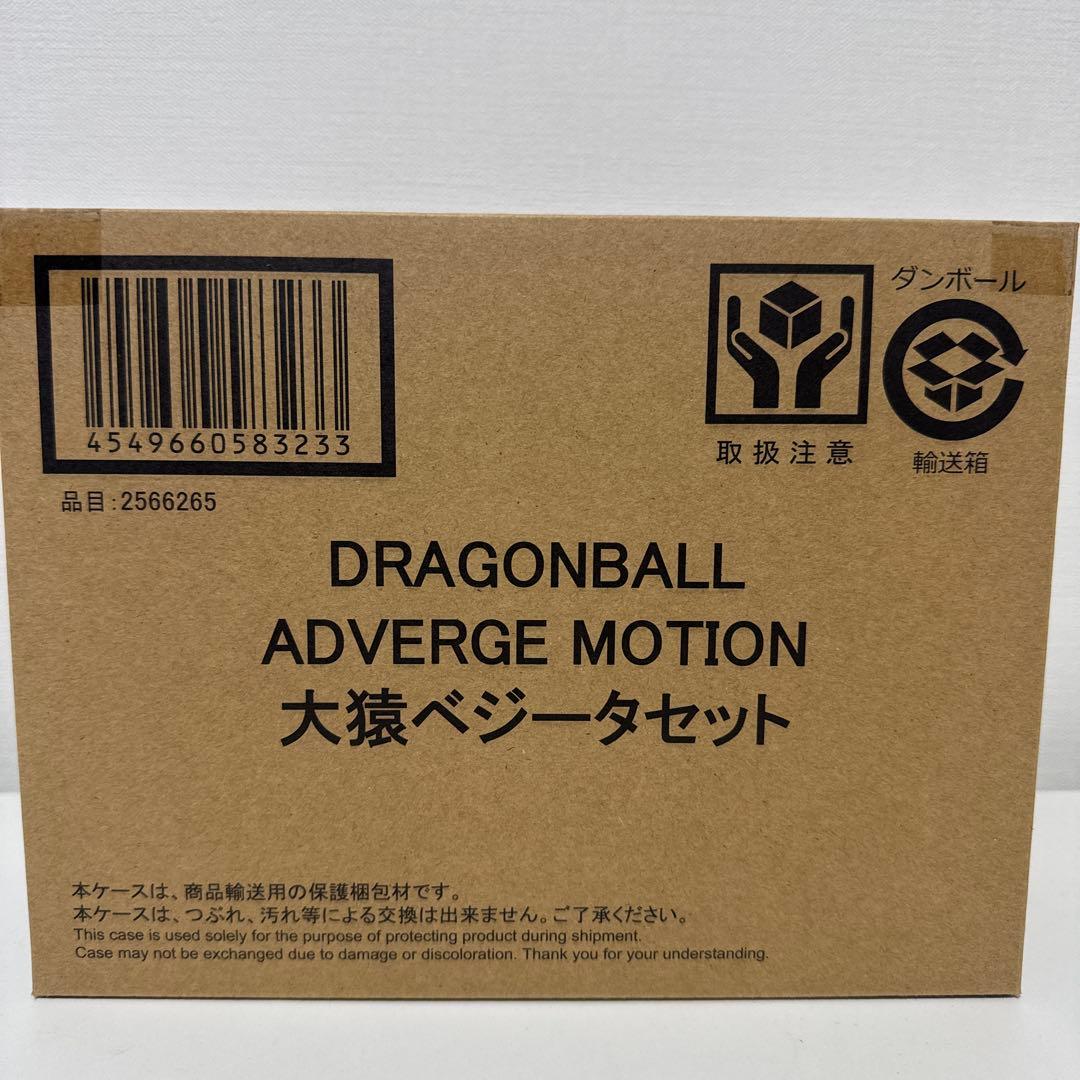 4549660583233
品目:2566265
取扱注意
ダンボール
輸送箱
DRAGONBALL
ADVERGE MOTION
大猿ベジータセット
本ケースは、商品輸送用の保護梱包材です。
本ケースは、つぶれ、汚れ等による交換は出来ません。ご了承ください。
This case is used solely for the purpose of protecting product during shipment.
Case may not be exchanged due to damage or discoloration. Thank you for your understanding.